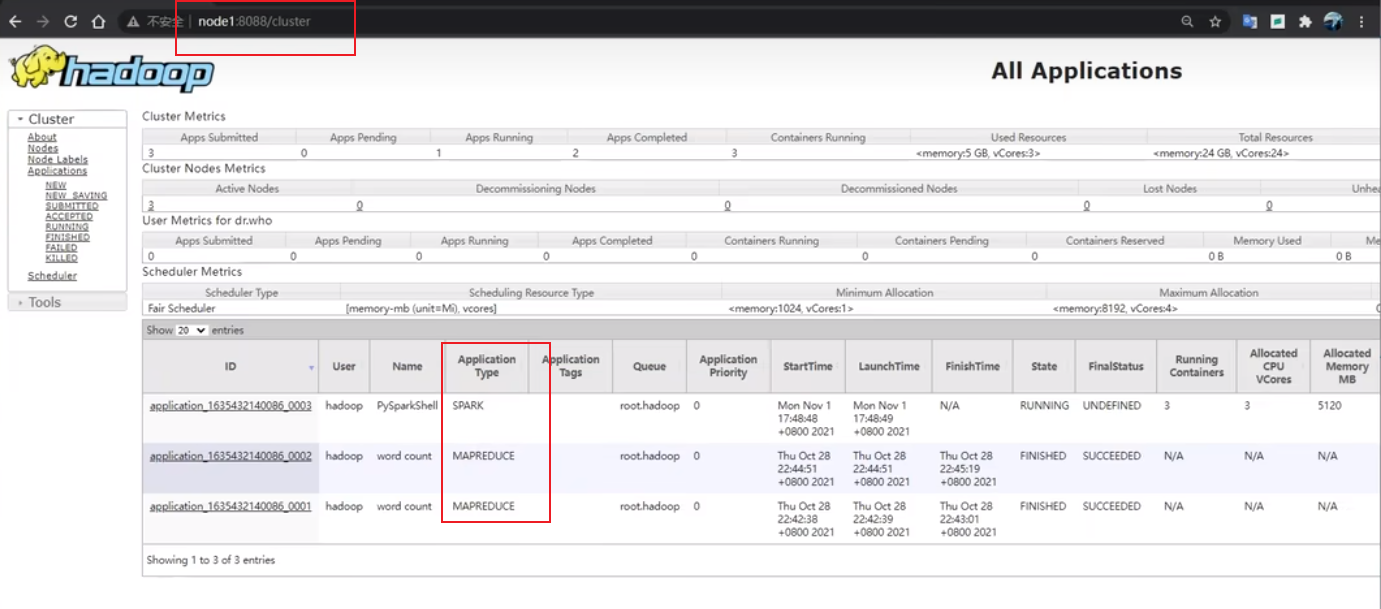 不安全 node1:8088/cluster
hadoop
All Applications
Cluster
About
Nodes
Node Labels
Applications
NEW
NEW_SAVING
SUBMITTED
ACCEPTED
RUNNING
FINISHED
FAILED
KILLED
Scheduler
Tools
Cluster Metrics
Apps Submitted Apps Pending Apps Running Apps Completed Containers Running Used Resources Total Resources
3 0 1 2 3 <memory:5 GB, vCores:3> <memory:24 GB, vCores:24>
Cluster Nodes Metrics
Active Nodes Decommissioning Nodes Decommissioned Nodes Lost Nodes Unhe
3 0 0 0 0
User Metrics for dr.who
Apps Submitted Apps Pending Apps Running Apps Completed Containers Running Containers Pending Containers Reserved Memory Used Me
0 0 0 0 0 0 0 0 B 0 B
Scheduler Metrics
Scheduler Type Scheduling Resource Type Minimum Allocation Maximum Allocation
Fair Scheduler [memory-mb (unit=Mi), vcores] <memory:1024, vCores:1> <memory:8192, vCores:4>
Show 20 entries
ID User Name Application Type Application Tags Queue Application Priority StartTime LaunchTime FinishTime State FinalStatus Running Containers Allocated CPU VCores Allocated Memory MB
application_1635432140086_0003 hadoop PySparkShell SPARK root.hadoop 0 Mon Nov 1 17:48:48 +0800 2021 Mon Nov 1 17:48:49 +0800 2021 N/A RUNNING UNDEFINED 3 3 5120
application_1635432140086_0002 hadoop word count MAPREDUCE root.hadoop 0 Thu Oct 28 22:44:51 +0800 2021 Thu Oct 28 22:44:51 +0800 2021 Thu Oct 28 22:45:19 +0800 2021 FINISHED SUCCEEDED N/A N/A N/A
application_1635432140086_0001 hadoop word count MAPREDUCE root.hadoop 0 Thu Oct 28 22:42:38 +0800 2021 Thu Oct 28 22:42:39 +0800 2021 Thu Oct 28 22:43:01 +0800 2021 FINISHED SUCCEEDED N/A N/A N/A
Showing 1 to 3 of 3 entries